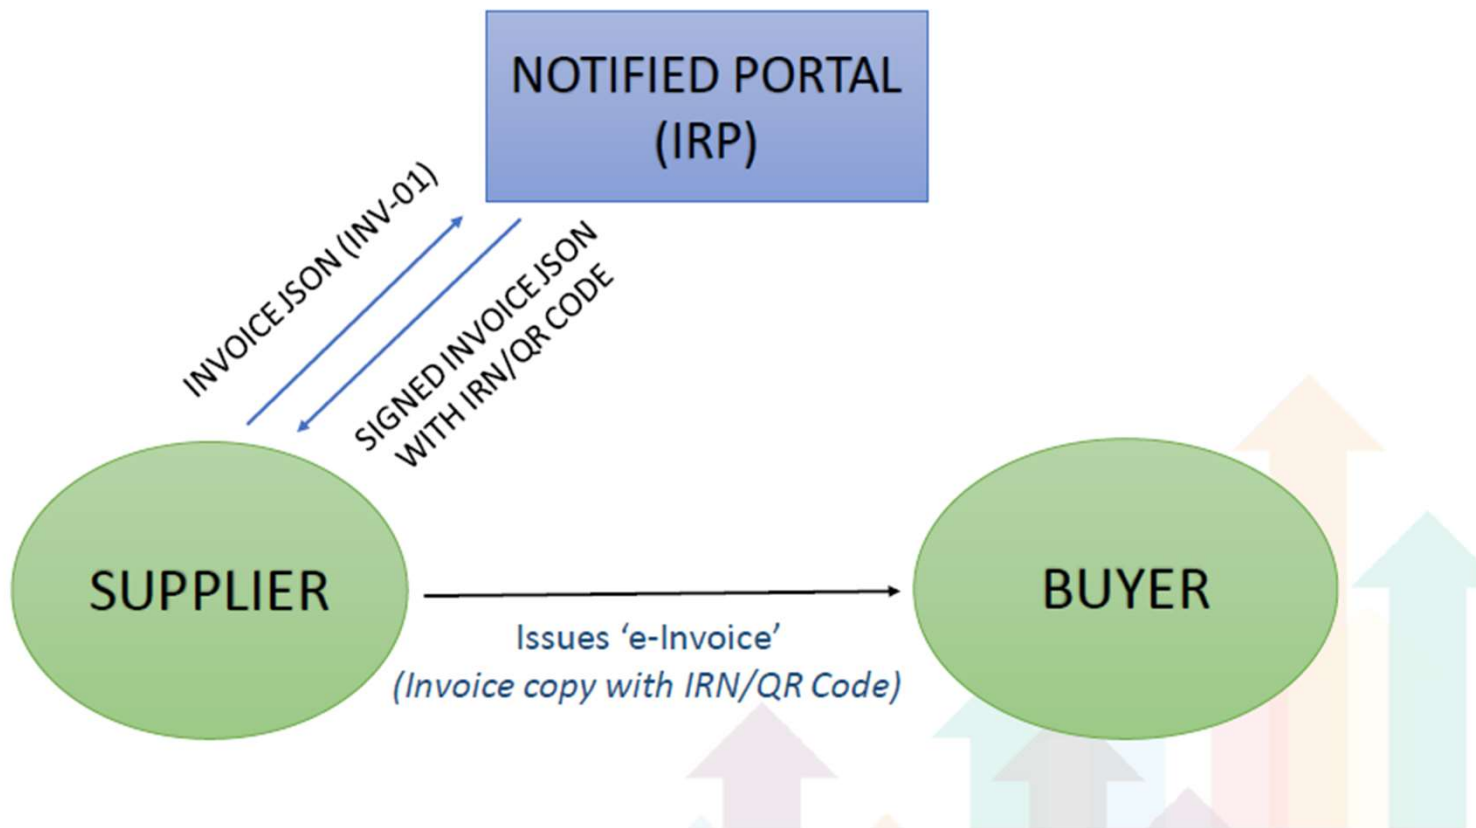 NOTIFIED PORTAL
(IRP)
INVOICE JSON (INV-01)
SIGNED INVOICE JSON
WITH IRN/QR CODE
SUPPLIER
BUYER
Issues ‘e-Invoice’
(Invoice copy with IRN/QR Code)